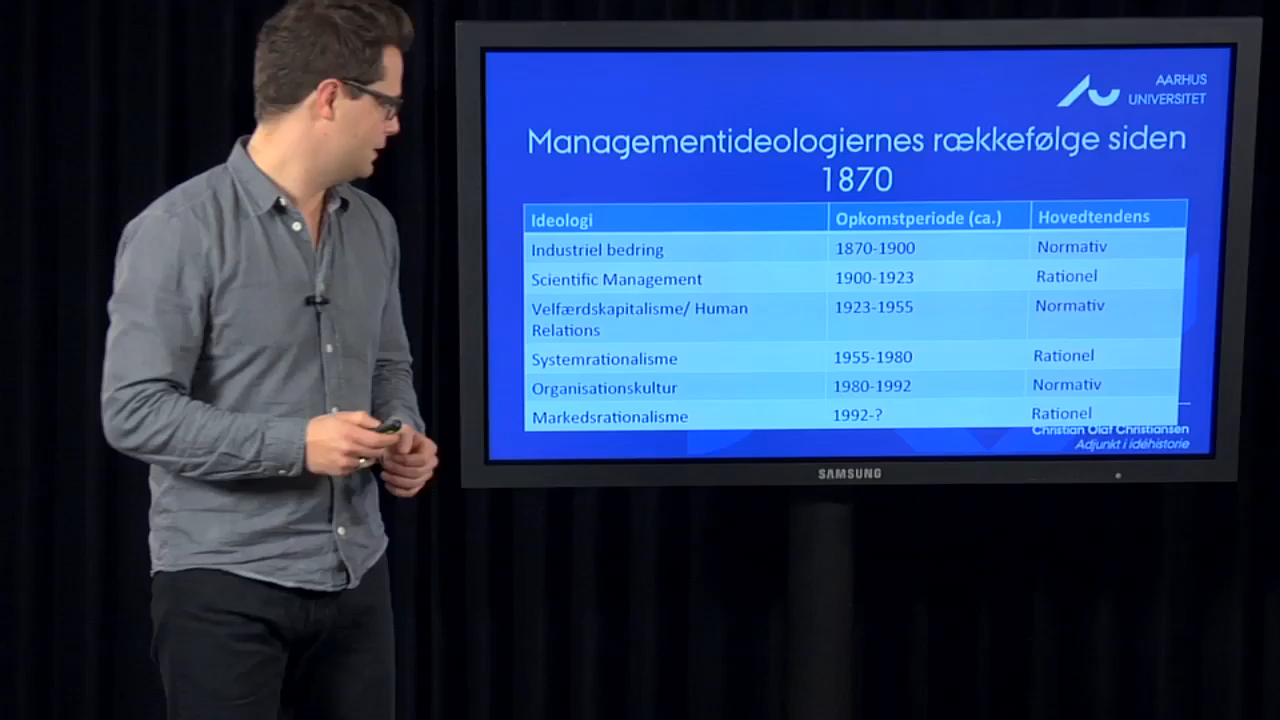 AARHUS
UNIVERSITET
Managementideologiernes rækkefølge siden
1870
Ideologi Opkomstperiode (ca.) Hovedtendens
Industriel bedring 1870-1900 Normativ
Scientific Management 1900-1923 Rationel
Velfærdskapitalisme/ Human 1923-1955 Normativ
Relations
Systemrationalisme 1955-1980 Rationel
Organisationskultur 1980-1992 Normativ
Markedsrationalisme 1992-? Rationel
Christian Olaf Christiansen
Adjunkt i idéhistorie
SAMSUNG